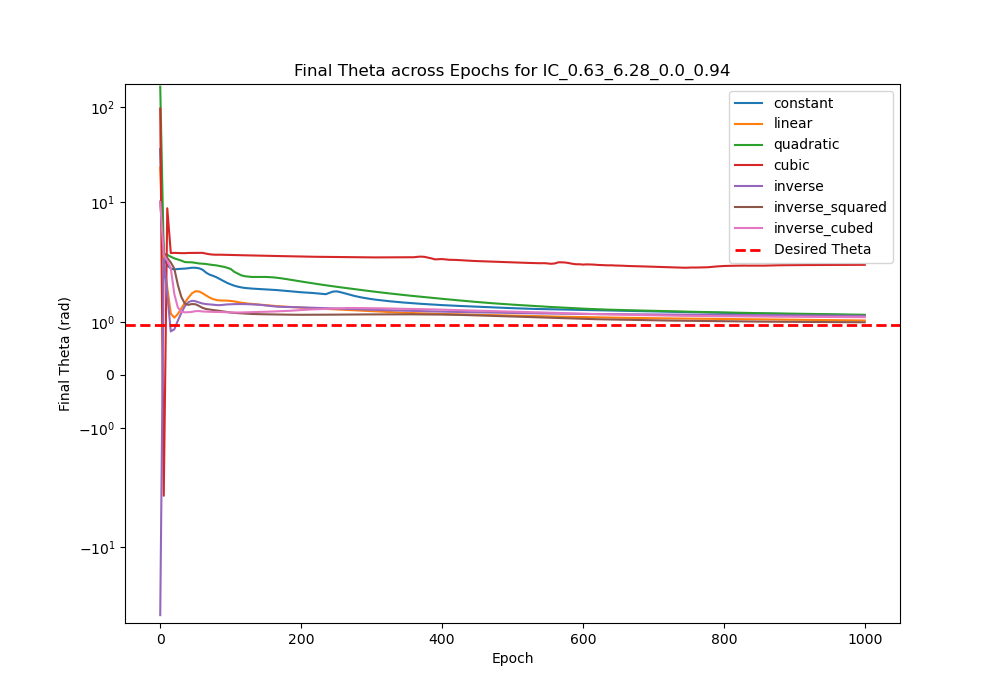 Final Theta across Epochs for IC_0.63_6.28_0.0_0.94
constant
linear
quadratic
cubic
inverse
inverse_squared
inverse_cubed
Desired Theta
Final Theta (rad)
10²
10¹
10⁰
0
−10⁰
−10¹
0 200 400 600 800 1000
Epoch